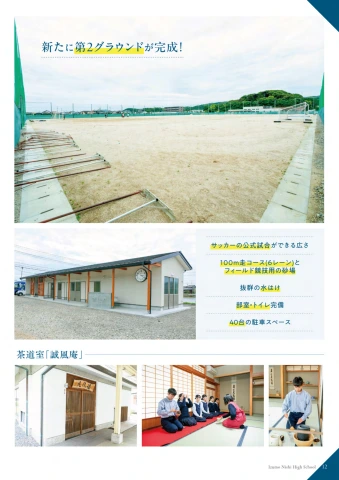 新たに第2グラウンドが完成!
サッカーの公式試合ができる広さ
100m走コース(6レーン)と
フィールド競技用の砂場
抜群の水はけ
部室・トイレ完備
40台の駐車スペース
茶道室「誠風庵」
12